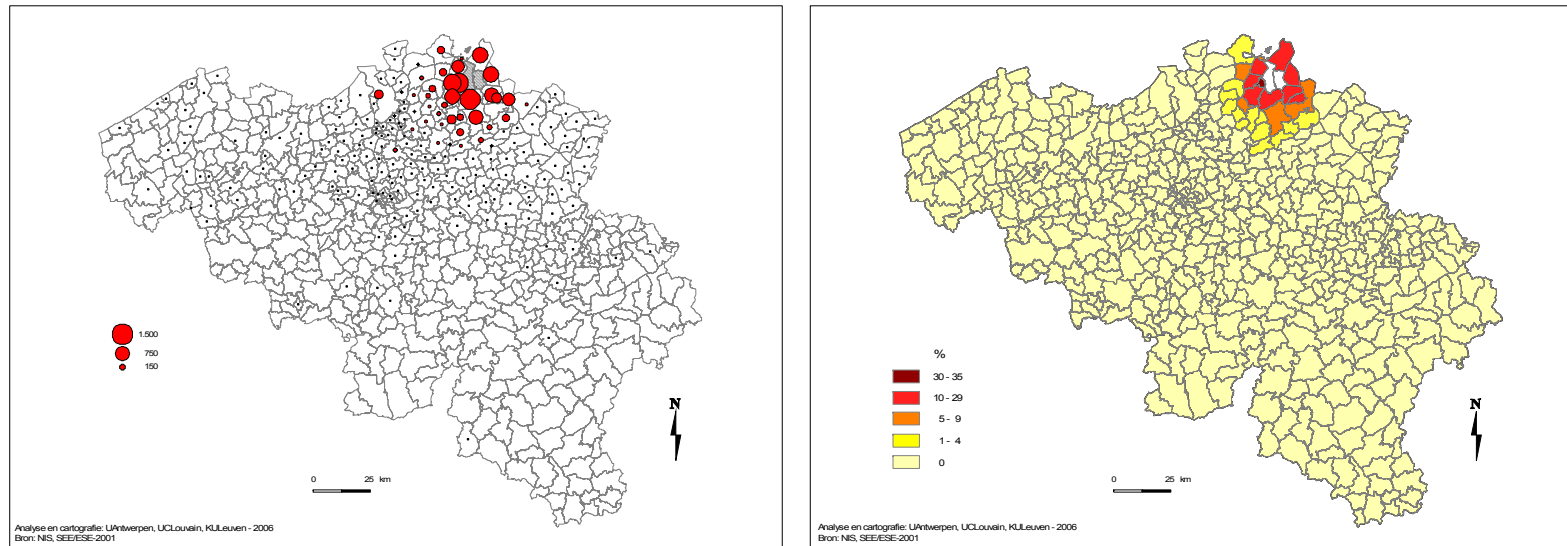 1.500
750
150
N
0 25 km
Analyse en cartografie: UAntwerpen, UCLouvain, KULeuven - 2006
Bron: NIS, SEE/ESE-2001
%
30 - 35
10 - 29
5 - 9
1 - 4
0
N
0 25 km
Analyse en cartografie: UAntwerpen, UCLouvain, KULeuven - 2006
Bron: NIS, SEE/ESE-2001